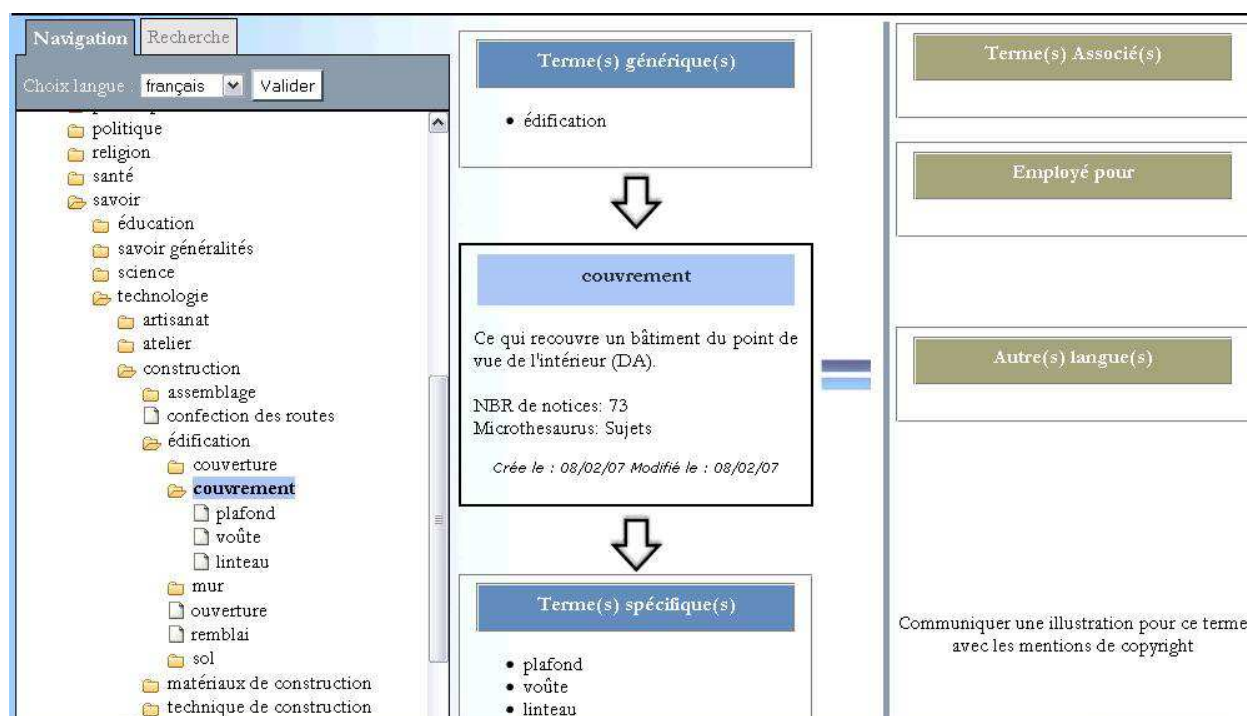 Navigation
Recherche
Choix langue :
français
Valider
politique
religion
santé
savoir
éducation
savoir généralités
science
technologie
artisanat
atelier
construction
assemblage
confection des routes
édification
couverture
couvrement
plafond
voûte
linteau
mur
ouverture
remblai
sol
matériaux de construction
technique de construction
Terme(s) générique(s)
• édification
couvrement
Ce qui recouvre un bâtiment du point de
vue de l'intérieur (DA).
NBR de notices: 73
Microthesaurus: Sujets
Crée le : 08/02/07 Modifié le : 08/02/07
Terme(s) spécifique(s)
• plafond
• voûte
• linteau
Terme(s) Associé(s)
Employé pour
Autre(s) langue(s)
Communiquer une illustration pour ce terme
avec les mentions de copyright